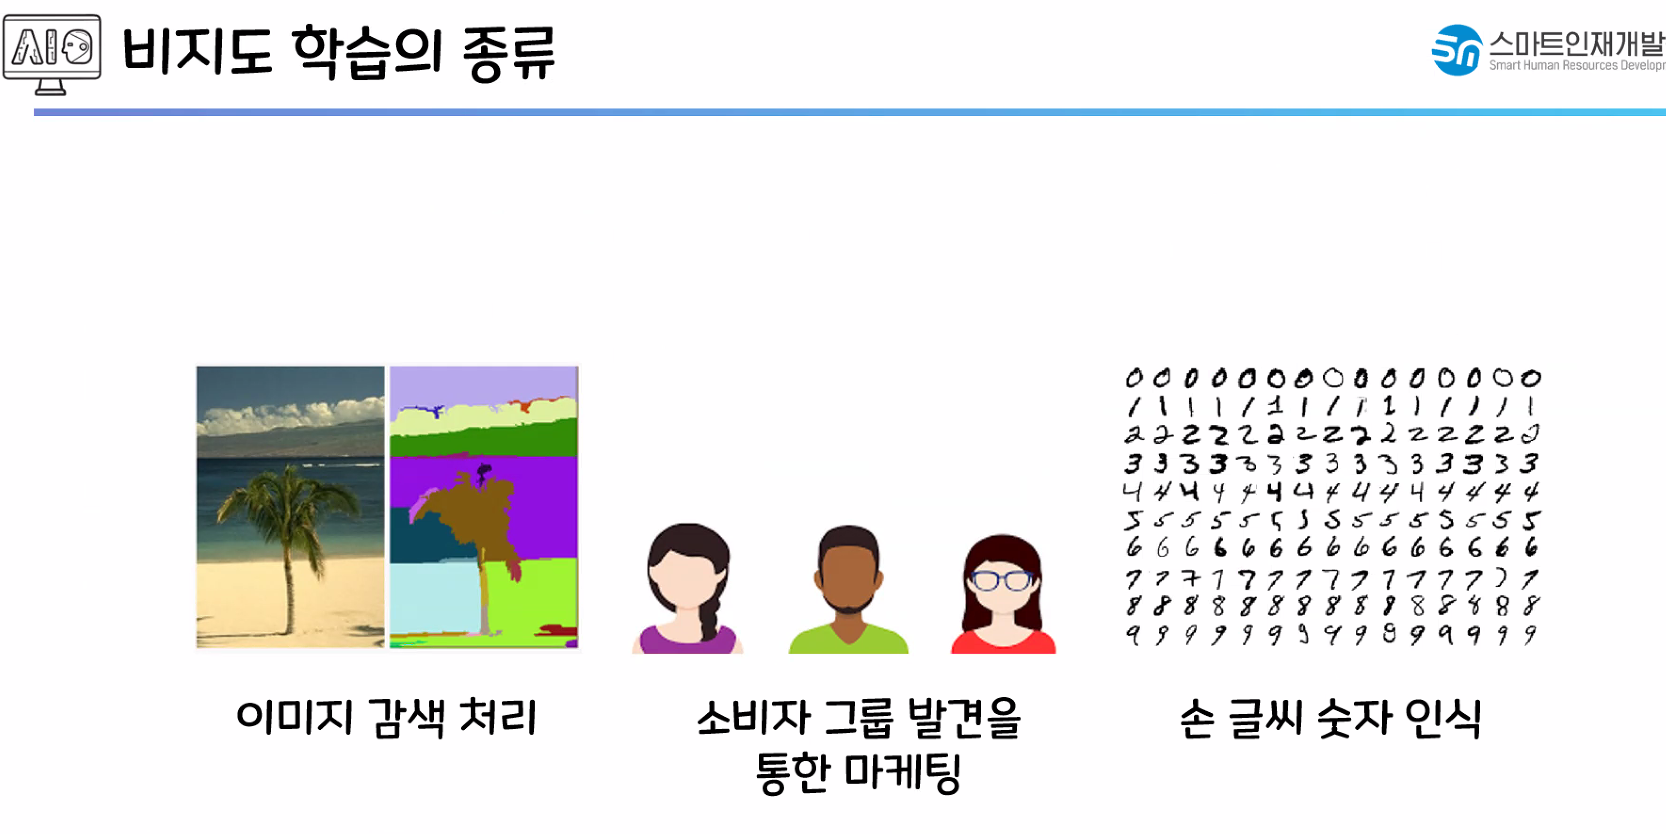 AI
비지도 학습의 종류
스마트인재개발
Smart Human Resources Develop
0 0 0 0 0 0 0 0 0 0 0 0 0 0 0
1 1 1 1 1 1 1 1 1 1 1 1 1 1 1
2 2 2 2 2 2 2 2 2 2 2 2 2 2 2
3 3 3 3 3 3 3 3 3 3 3 3 3 3 3
4 4 4 4 4 4 4 4 4 4 4 4 4 4 4
5 5 5 5 5 5 5 5 5 5 5 5 5 5 5
6 6 6 6 6 6 6 6 6 6 6 6 6 6 6
7 7 7 7 7 7 7 7 7 7 7 7 7 7 7
8 8 8 8 8 8 8 8 8 8 8 8 8 8 8
9 9 9 9 9 9 9 9 9 9 9 9 9 9 9
이미지 감색 처리
소비자 그룹 발견을
통한 마케팅
손 글씨 숫자 인식